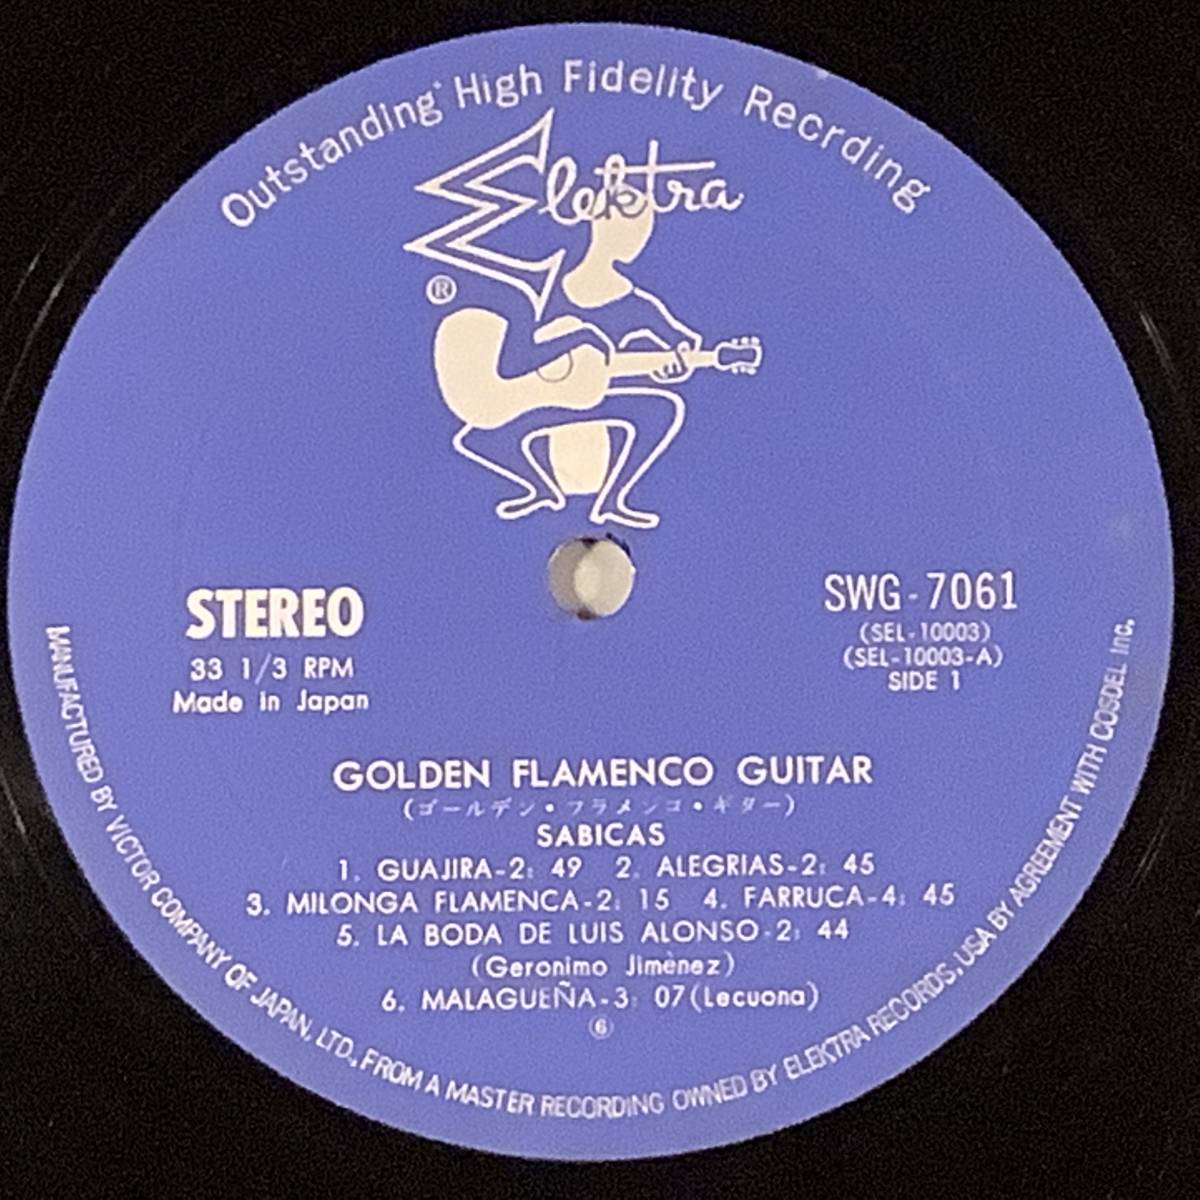 Outstanding High Fidelity Recrding
Elektra
®
STEREO
33 1/3 RPM
Made in Japan
SWG-7061
(SEL-10003)
(SEL-10003-A)
SIDE 1
GOLDEN FLAMENCO GUITAR
(ゴールデン・フラメンコ・ギター)
SABICAS
1. GUAJIRA-2: 49 2. ALEGRIAS-2: 45
3. MILONGA FLAMENCA-2: 15 4. FARRUCA-4: 45
5. LA BODA DE LUIS ALONSO-2: 44
(Geronimo Jimènez)
6. MALAGUEÑA-3: 07(Lecuona)
⑥
MANUFACTURED BY VICTOR COMPANY OF JAPAN, LTD., FROM A MASTER RECORDING OWNED BY ELEKTRA RECORDS, USA BY AGREEMENT WITH COSDEL Inc.